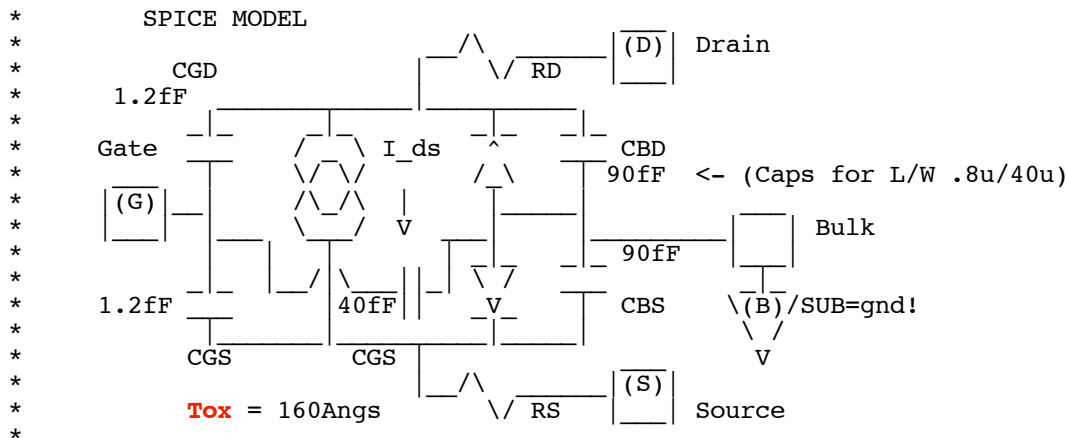 * SPICE MODEL
* (D) Drain
* CGD RD
* 1.2fF
*
* Gate I_ds ^ CBD
* 90fF <- (Caps for L/W .8u/40u)
* (G) |
* V Bulk
* 90fF
*
* 1.2fF 40fF V CBS \(B)/SUB=gnd!
*
* CGS CGS V
* (S)
* Tox = 160Angs RS Source
*